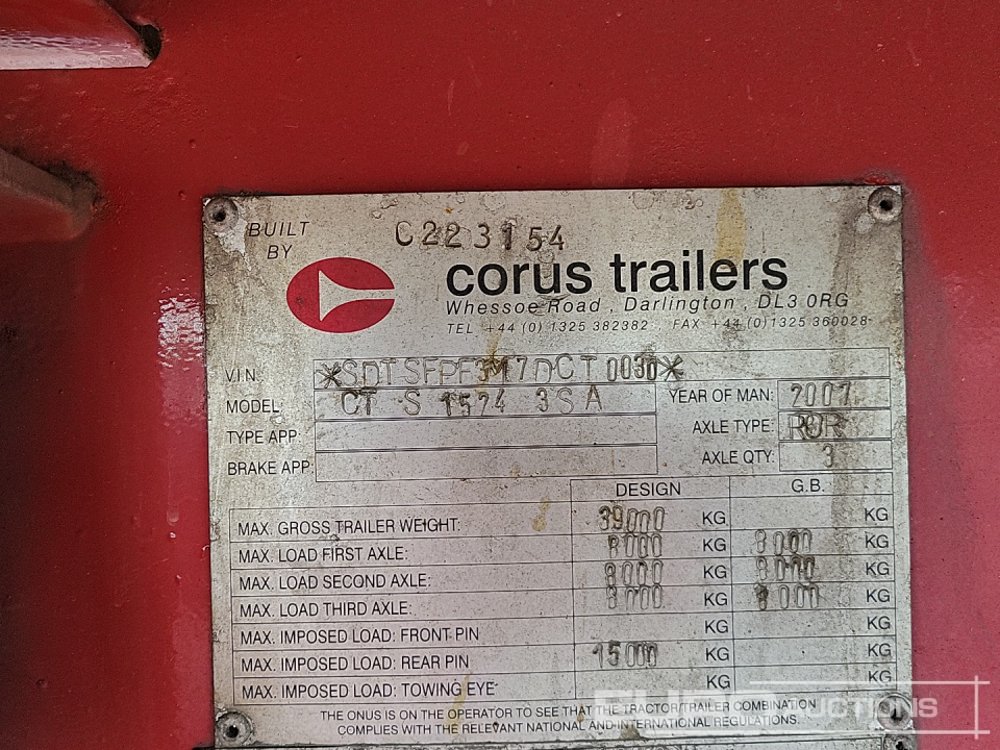 BUILT
BY
C223154
corus trailers
Whessoe Road , Darlington , DL3 0RG
TEL +44 (0) 1325 382382 FAX +44 (0)1325 360028
V.I.N. *SDTSFPF3M7DCT0030*
MODEL: CT S 1574 3SA YEAR OF MAN: 2007
TYPE APP: AXLE TYPE: ROR
BRAKE APP: AXLE QTY: 3
DESIGN G.B.
MAX. GROSS TRAILER WEIGHT: 39000 KG KG
MAX. LOAD FIRST AXLE: 8000 KG 8000 KG
MAX. LOAD SECOND AXLE: 8000 KG 8000 KG
MAX. LOAD THIRD AXLE: 8000 KG 8000 KG
MAX. IMPOSED LOAD: FRONT PIN KG KG
MAX. IMPOSED LOAD: REAR PIN 15000 KG KG
MAX. IMPOSED LOAD: TOWING EYE KG KG
THE ONUS IS ON THE OPERATOR TO SEE THAT THE TRACTOR/TRAILER COMBINATION
COMPLIES WITH THE RELEVANT NATIONAL AND INTERNATIONAL REGULATIONS.
EURO AUCTIONS